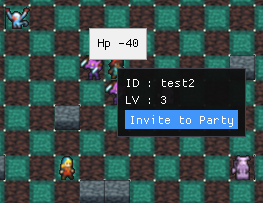 Hp -40
ID : test2
LV : 3
Invite to Party